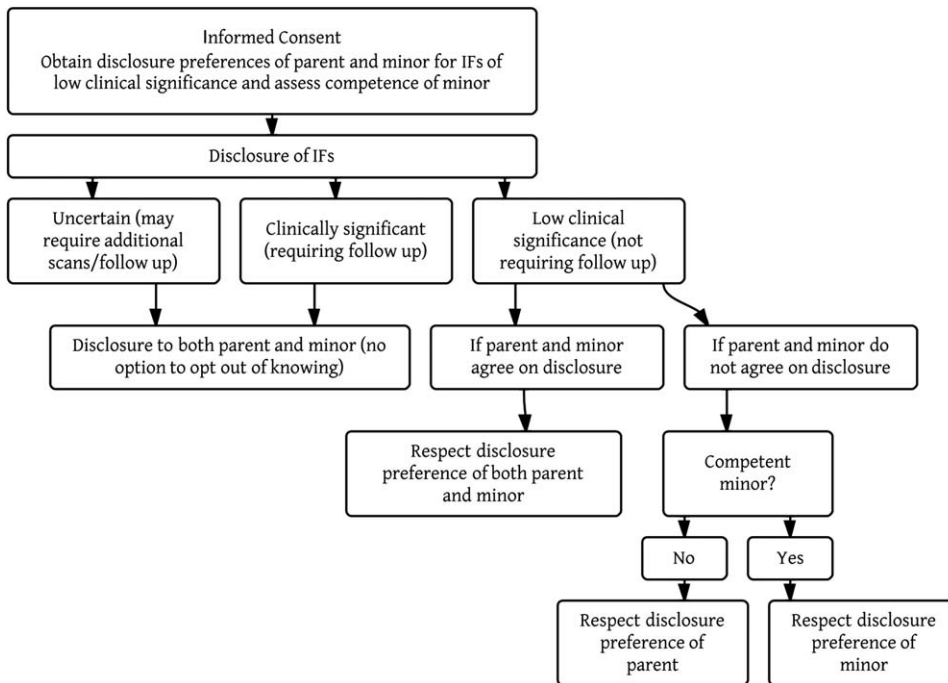 Informed Consent
Obtain disclosure preferences of parent and minor for IFs of
low clinical significance and assess competence of minor
Disclosure of IFs
Uncertain (may
require additional
scans/follow up)
Clinically significant
(requiring follow up)
Low clinical
significance (not
requiring follow up)
Disclosure to both parent and minor (no
option to opt out of knowing)
If parent and minor
agree on disclosure
If parent and minor do
not agree on disclosure
Respect disclosure
preference of both parent
and minor
Competent
minor?
No
Yes
Respect disclosure
preference of
parent
Respect disclosure
preference of
minor